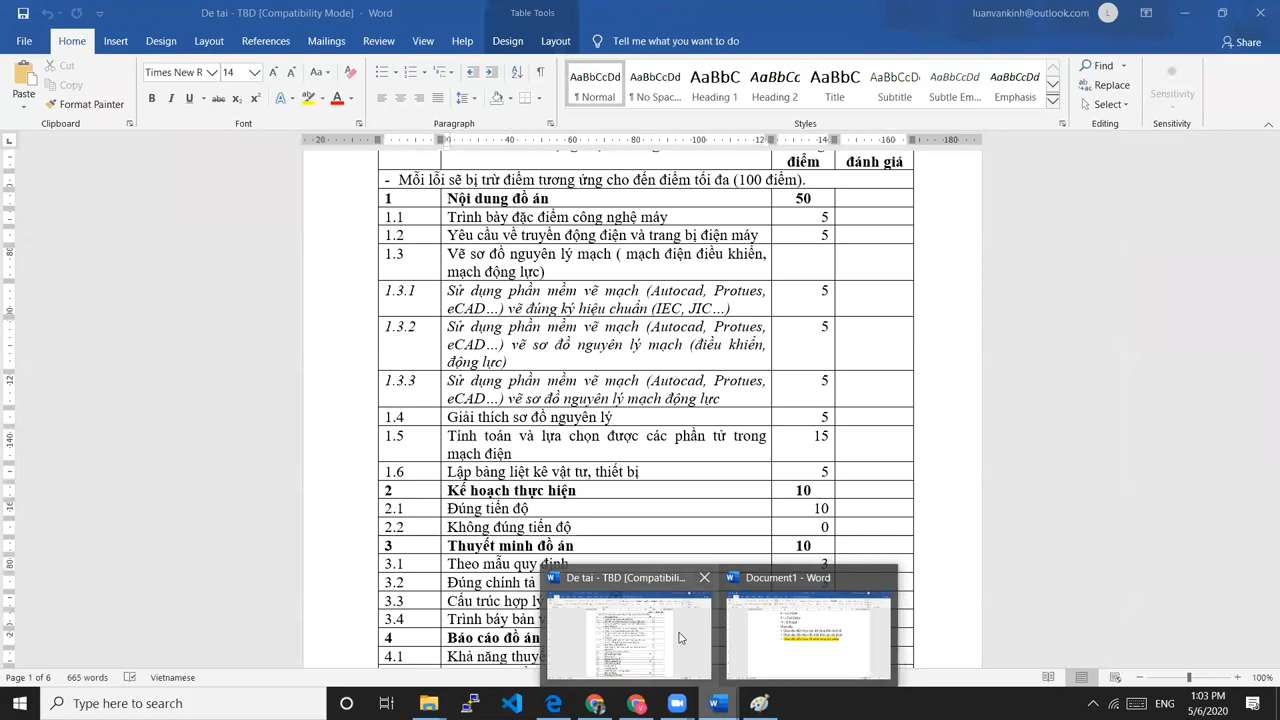 De tai - TBD [Compatibility Mode] - Word
Table Tools
luanvankinh@outlook.com
L
File Home Insert Design Layout References Mailings Review View Help Design Layout Tell me what you want to do Share
Paste
Cut
Copy
Format Painter
Clipboard
Times New R 14
Font
Paragraph
AaBbCcDd AaBbCcDd AaBbC AaBbCc AaBbC AaBbCcD AaBbCcDd AaBbCcDd
¶ Normal ¶ No Spac... Heading 1 Heading 2 Title Subtitle Subtle Em... Emphasis
Styles
Find
Replace
Select
Editing
Sensitivity
Sensitivity
điểm đánh giá
- Mỗi lỗi sẽ bị trừ điểm tương ứng cho đến điểm tối đa (100 điểm).
1 Nội dung đồ án 50
1.1 Trình bày đặc điểm công nghệ máy 5
1.2 Yêu cầu về truyền động điện và trang bị điện máy 5
1.3 Vẽ sơ đồ nguyên lý mạch ( mạch điện điều khiển,
mạch động lực)
1.3.1 Sử dụng phần mềm vẽ mạch (Autocad, Protues, 5
eCAD…) vẽ đúng ký hiệu chuẩn (IEC, JIC…)
1.3.2 Sử dụng phần mềm vẽ mạch (Autocad, Protues, 5
eCAD…) vẽ sơ đồ nguyên lý mạch (điều khiển,
động lực)
1.3.3 Sử dụng phần mềm vẽ mạch (Autocad, Protues, 5
eCAD…) vẽ sơ đồ nguyên lý mạch động lực
1.4 Giải thích sơ đồ nguyên lý 5
1.5 Tính toán và lựa chọn được các phần tử trong 15
mạch điện
1.6 Lập bảng liệt kê vật tư, thiết bị 5
2 Kế hoạch thực hiện 10
2.1 Đúng tiến độ 10
2.2 Không đúng tiến độ 0
3 Thuyết minh đồ án 10
3.1 Theo mẫu quy định 3
3.2 Đúng chính tả
3.3 Cấu trúc hợp lý
3.4 Trình bày bản v
4 Báo cáo đồ án
4.1 Khả năng thuyế
De tai - TBD [Compatibili...
Document1 - Word
Page 1 of 6 665 words Vietnamese
100%
Type here to search
ENG
1:03 PM
5/6/2020